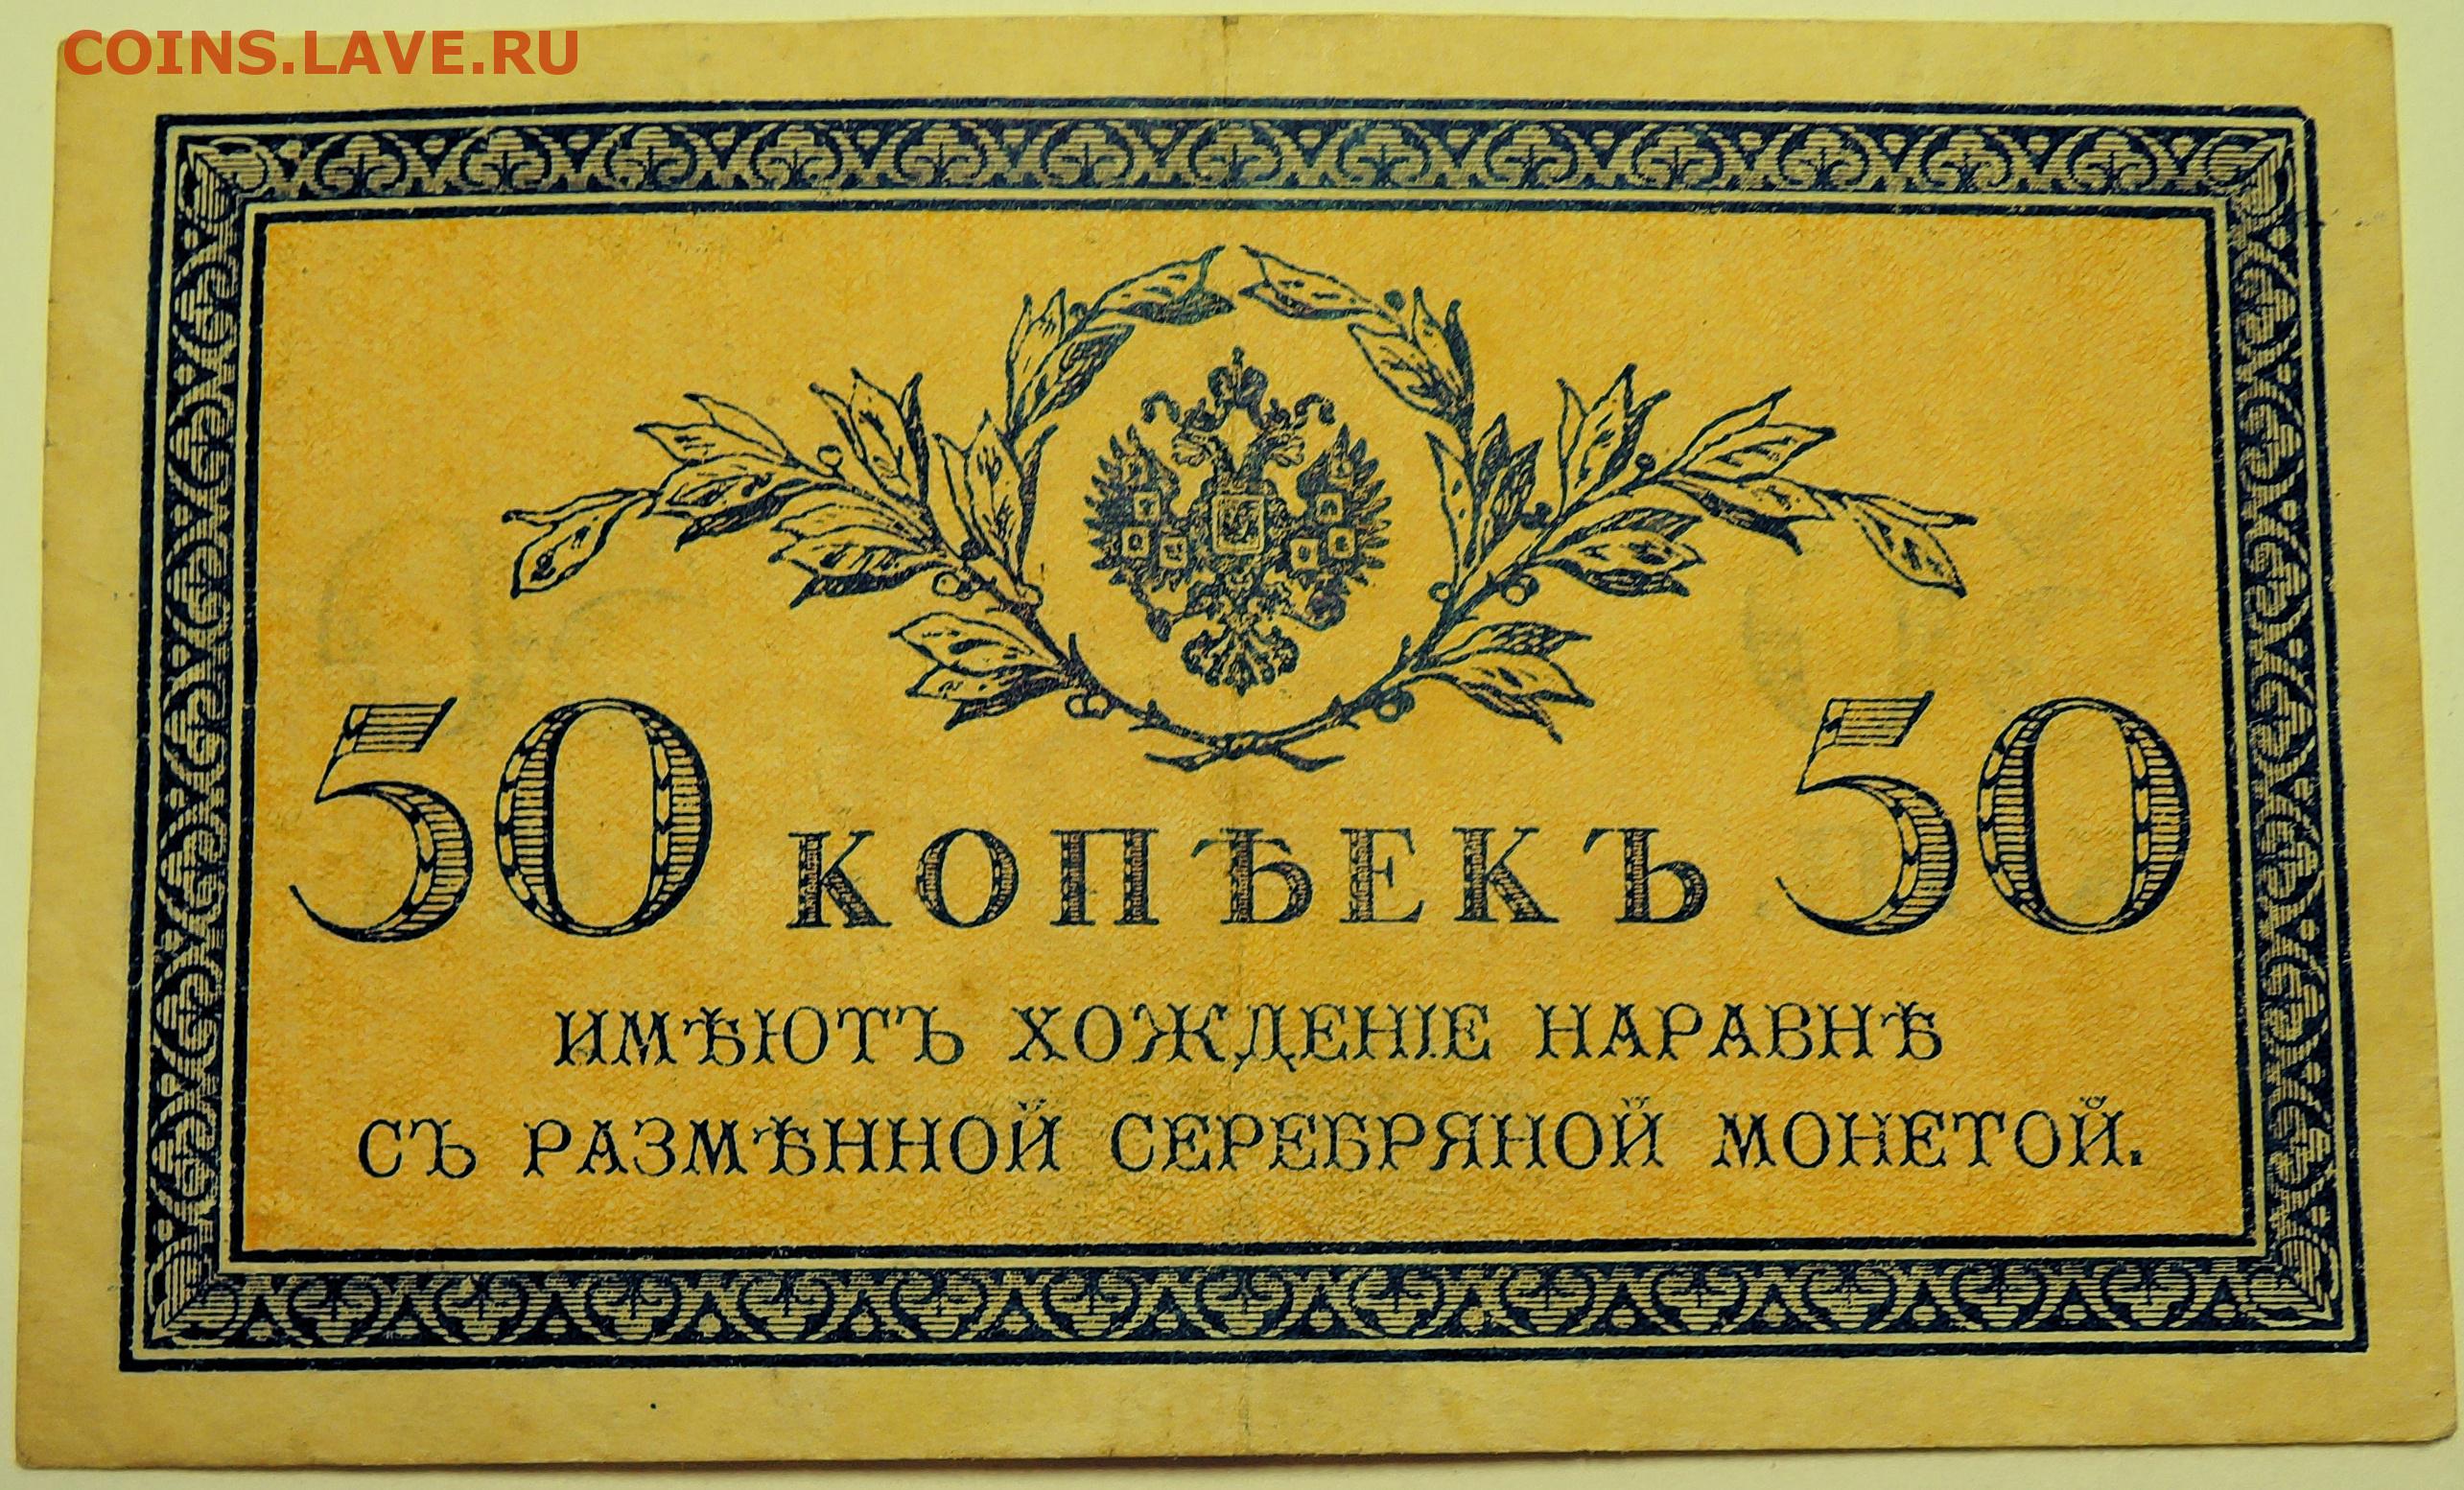 COINS.LAVE.RU
50 КОПѢЕКЪ 50
ИМѢЮТЪ ХОЖДЕНІЕ НАРАВНѢ
СЪ РАЗМѢННОЙ СЕРЕБРЯНОЙ МОНЕТОЙ.